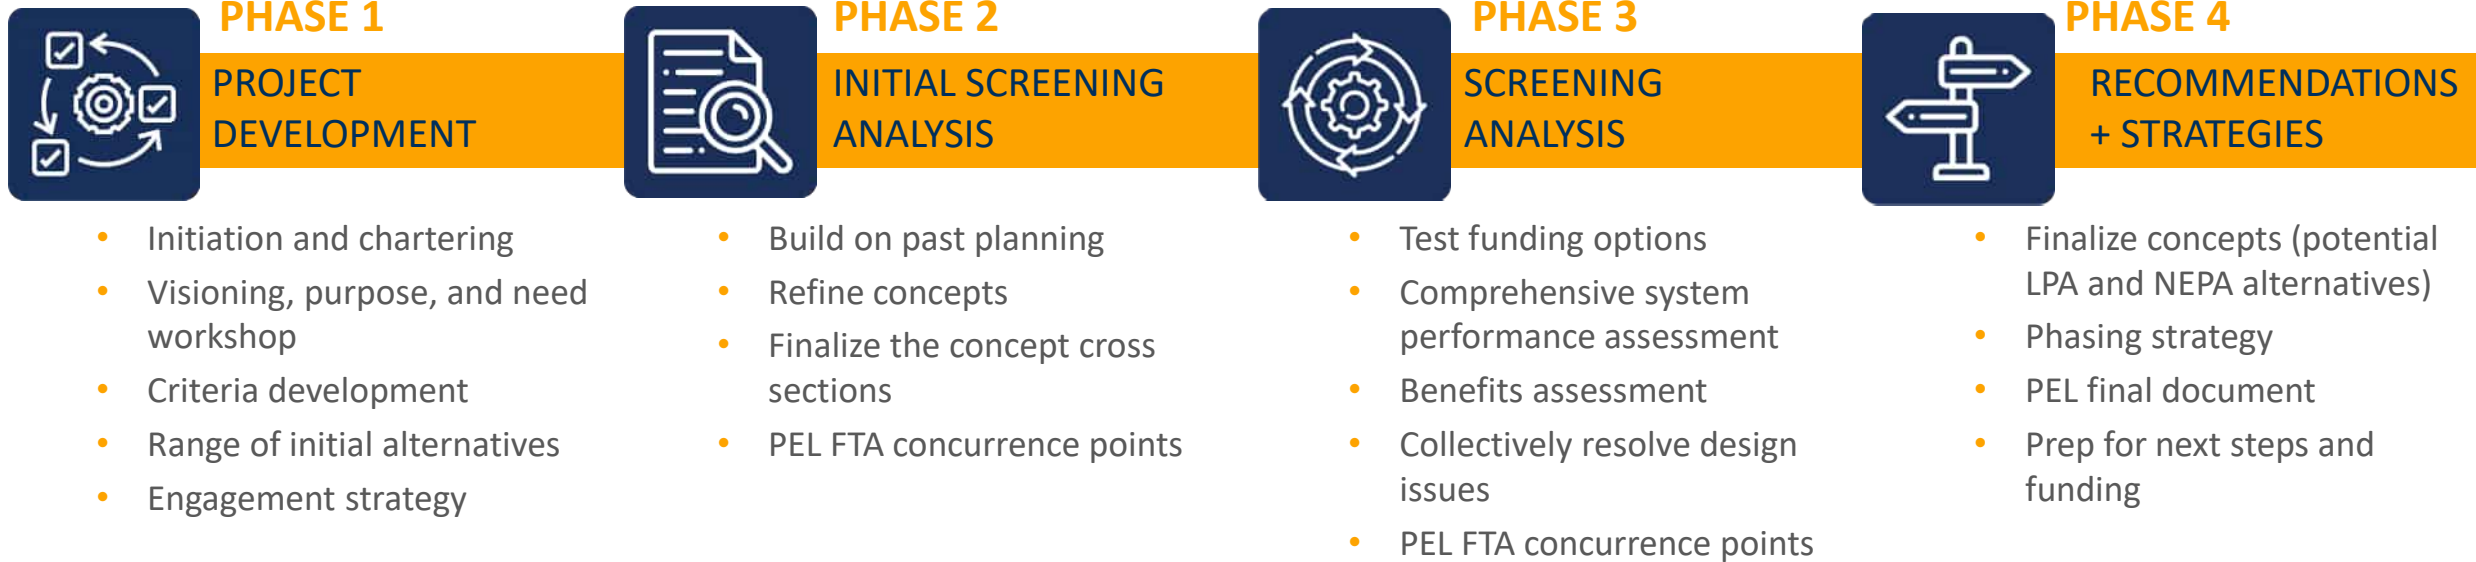 PHASE 1
PROJECT
DEVELOPMENT
• Initiation and chartering
• Visioning, purpose, and need
workshop
• Criteria development
• Range of initial alternatives
• Engagement strategy
PHASE 2
INITIAL SCREENING
ANALYSIS
• Build on past planning
• Refine concepts
• Finalize the concept cross
sections
• PEL FTA concurrence points
PHASE 3
SCREENING
ANALYSIS
• Test funding options
• Comprehensive system
performance assessment
• Benefits assessment
• Collectively resolve design
issues
• PEL FTA concurrence points
PHASE 4
RECOMMENDATIONS
+ STRATEGIES
• Finalize concepts (potential
LPA and NEPA alternatives)
• Phasing strategy
• PEL final document
• Prep for next steps and
funding